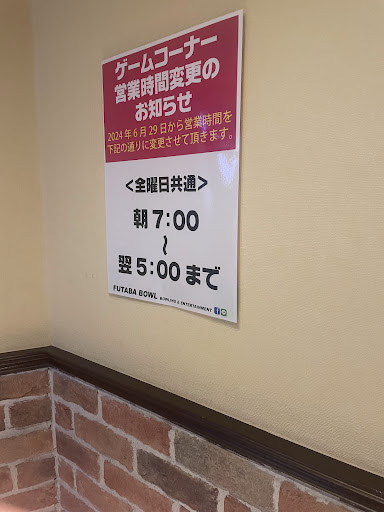 ゲームコーナー
営業時間変更の
お知らせ
2024年6月29日から営業時間を
下記の通りに変更させて頂きます。
<全曜日共通>
朝7:00
~
翌5:00まで
FUTABA BOWL BOWLING & ENTERTAINMENT